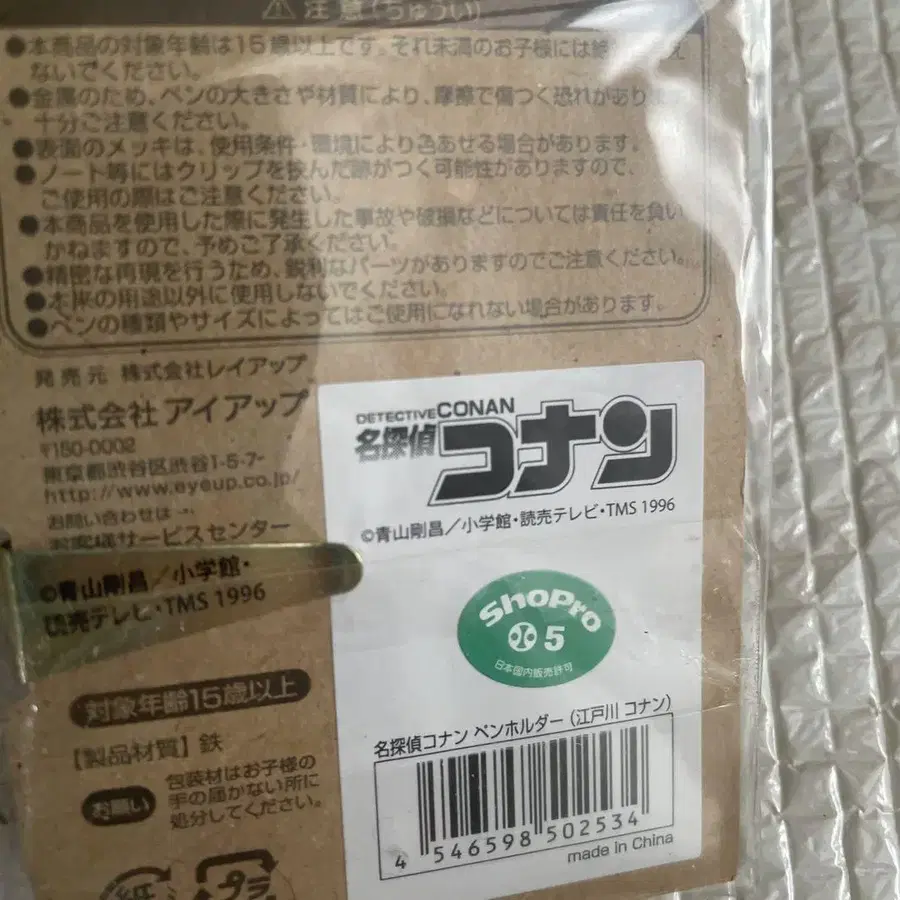 ⚠ 注意(ちゅうい)
●本商品の対象年齢は15歳以上です。それ未満のお子様には絶
ないでください。
●金属のため、ペンの大きさや材質により、摩擦で傷つく恐れがあります
十分ご注意ください。
●表面のメッキは、使用条件・環境により色あせる場合があります。
●ノート等にはクリップを挟んだ跡がつく可能性がありますので、
ご使用の際はご注意ください。
●本商品を使用した際に発生した事故や破損などについては責任を負い
かねますので、予めご了承ください。
●精密な再現を行うため、鋭利なパーツがありますのでご注意ください。
●本来の用途以外に使用しないでください。
●ペンの種類やサイズによってはご使用になれない場合があります。
発売元 株式会社レイアップ
株式会社 アイアップ
〒150-0002
東京都渋谷区渋谷1-5-7-
http://www.eyeup.co.jp/
お問い合わせは
お客様サービスセンター
©青山剛昌/小学館・
読売テレビ・TMS 1996
対象年齢15歳以上
【製品材質】鉄
お願い
包装材はお子様の
手の届かない所に
処分してください。
紙
プラ
DETECTIVE CONAN
名探偵コナン
©青山剛昌/小学館・読売テレビ・TMS 1996
ShoPro
5
日本国内販売許可
名探偵コナン ペンホルダー(江戸川 コナン)
4 546598 502534
made in China